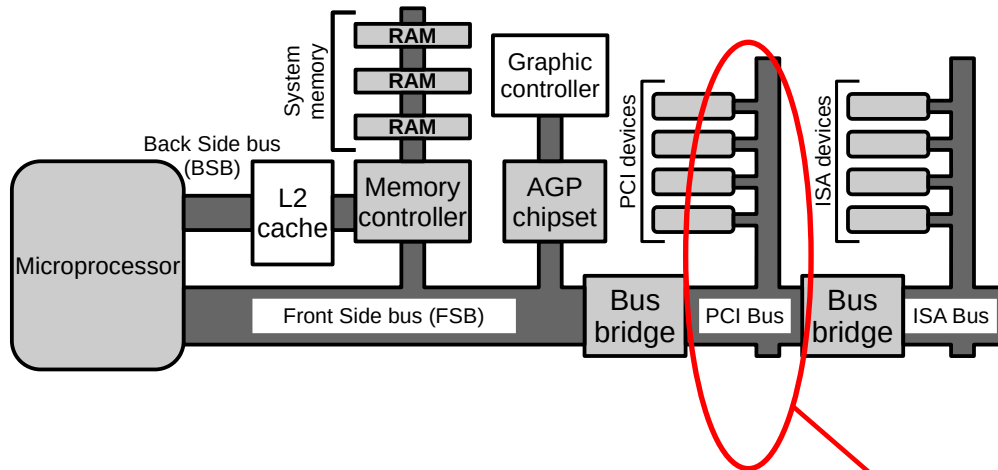 System
memory
RAM
RAM
RAM
Graphic
controller
PCI devices
ISA devices
Back Side bus
(BSB)
L2
cache
Memory
controller
AGP
chipset
Microprocessor
Front Side bus (FSB)
Bus
bridge
PCI Bus
Bus
bridge
ISA Bus